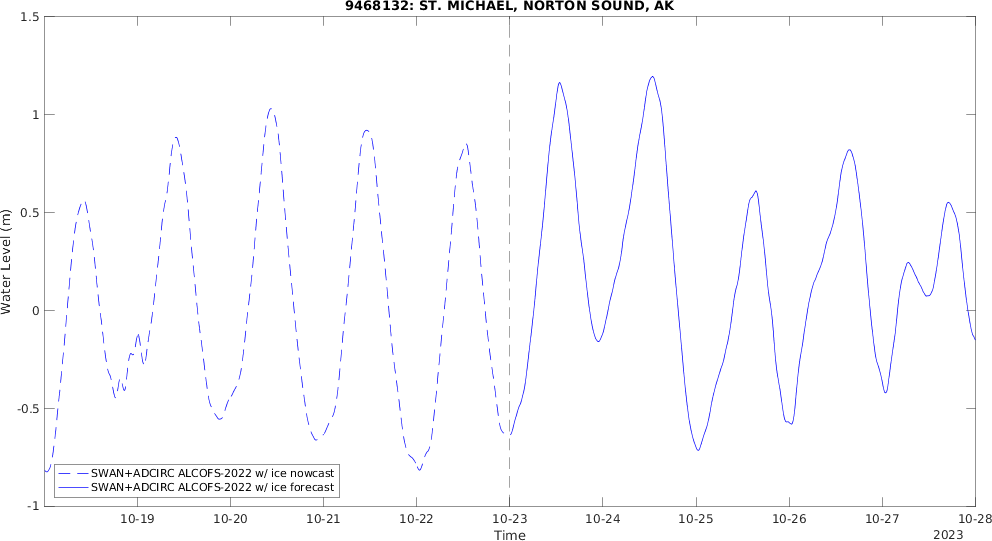 9468132: ST. MICHAEL, NORTON SOUND, AK
1.5
1
0.5
0
-0.5
-1
Water Level (m)
SWAN+ADCIRC ALCOFS-2022 w/ ice nowcast
SWAN+ADCIRC ALCOFS-2022 w/ ice forecast
10-19 10-20 10-21 10-22 10-23 10-24 10-25 10-26 10-27 10-28
Time
2023